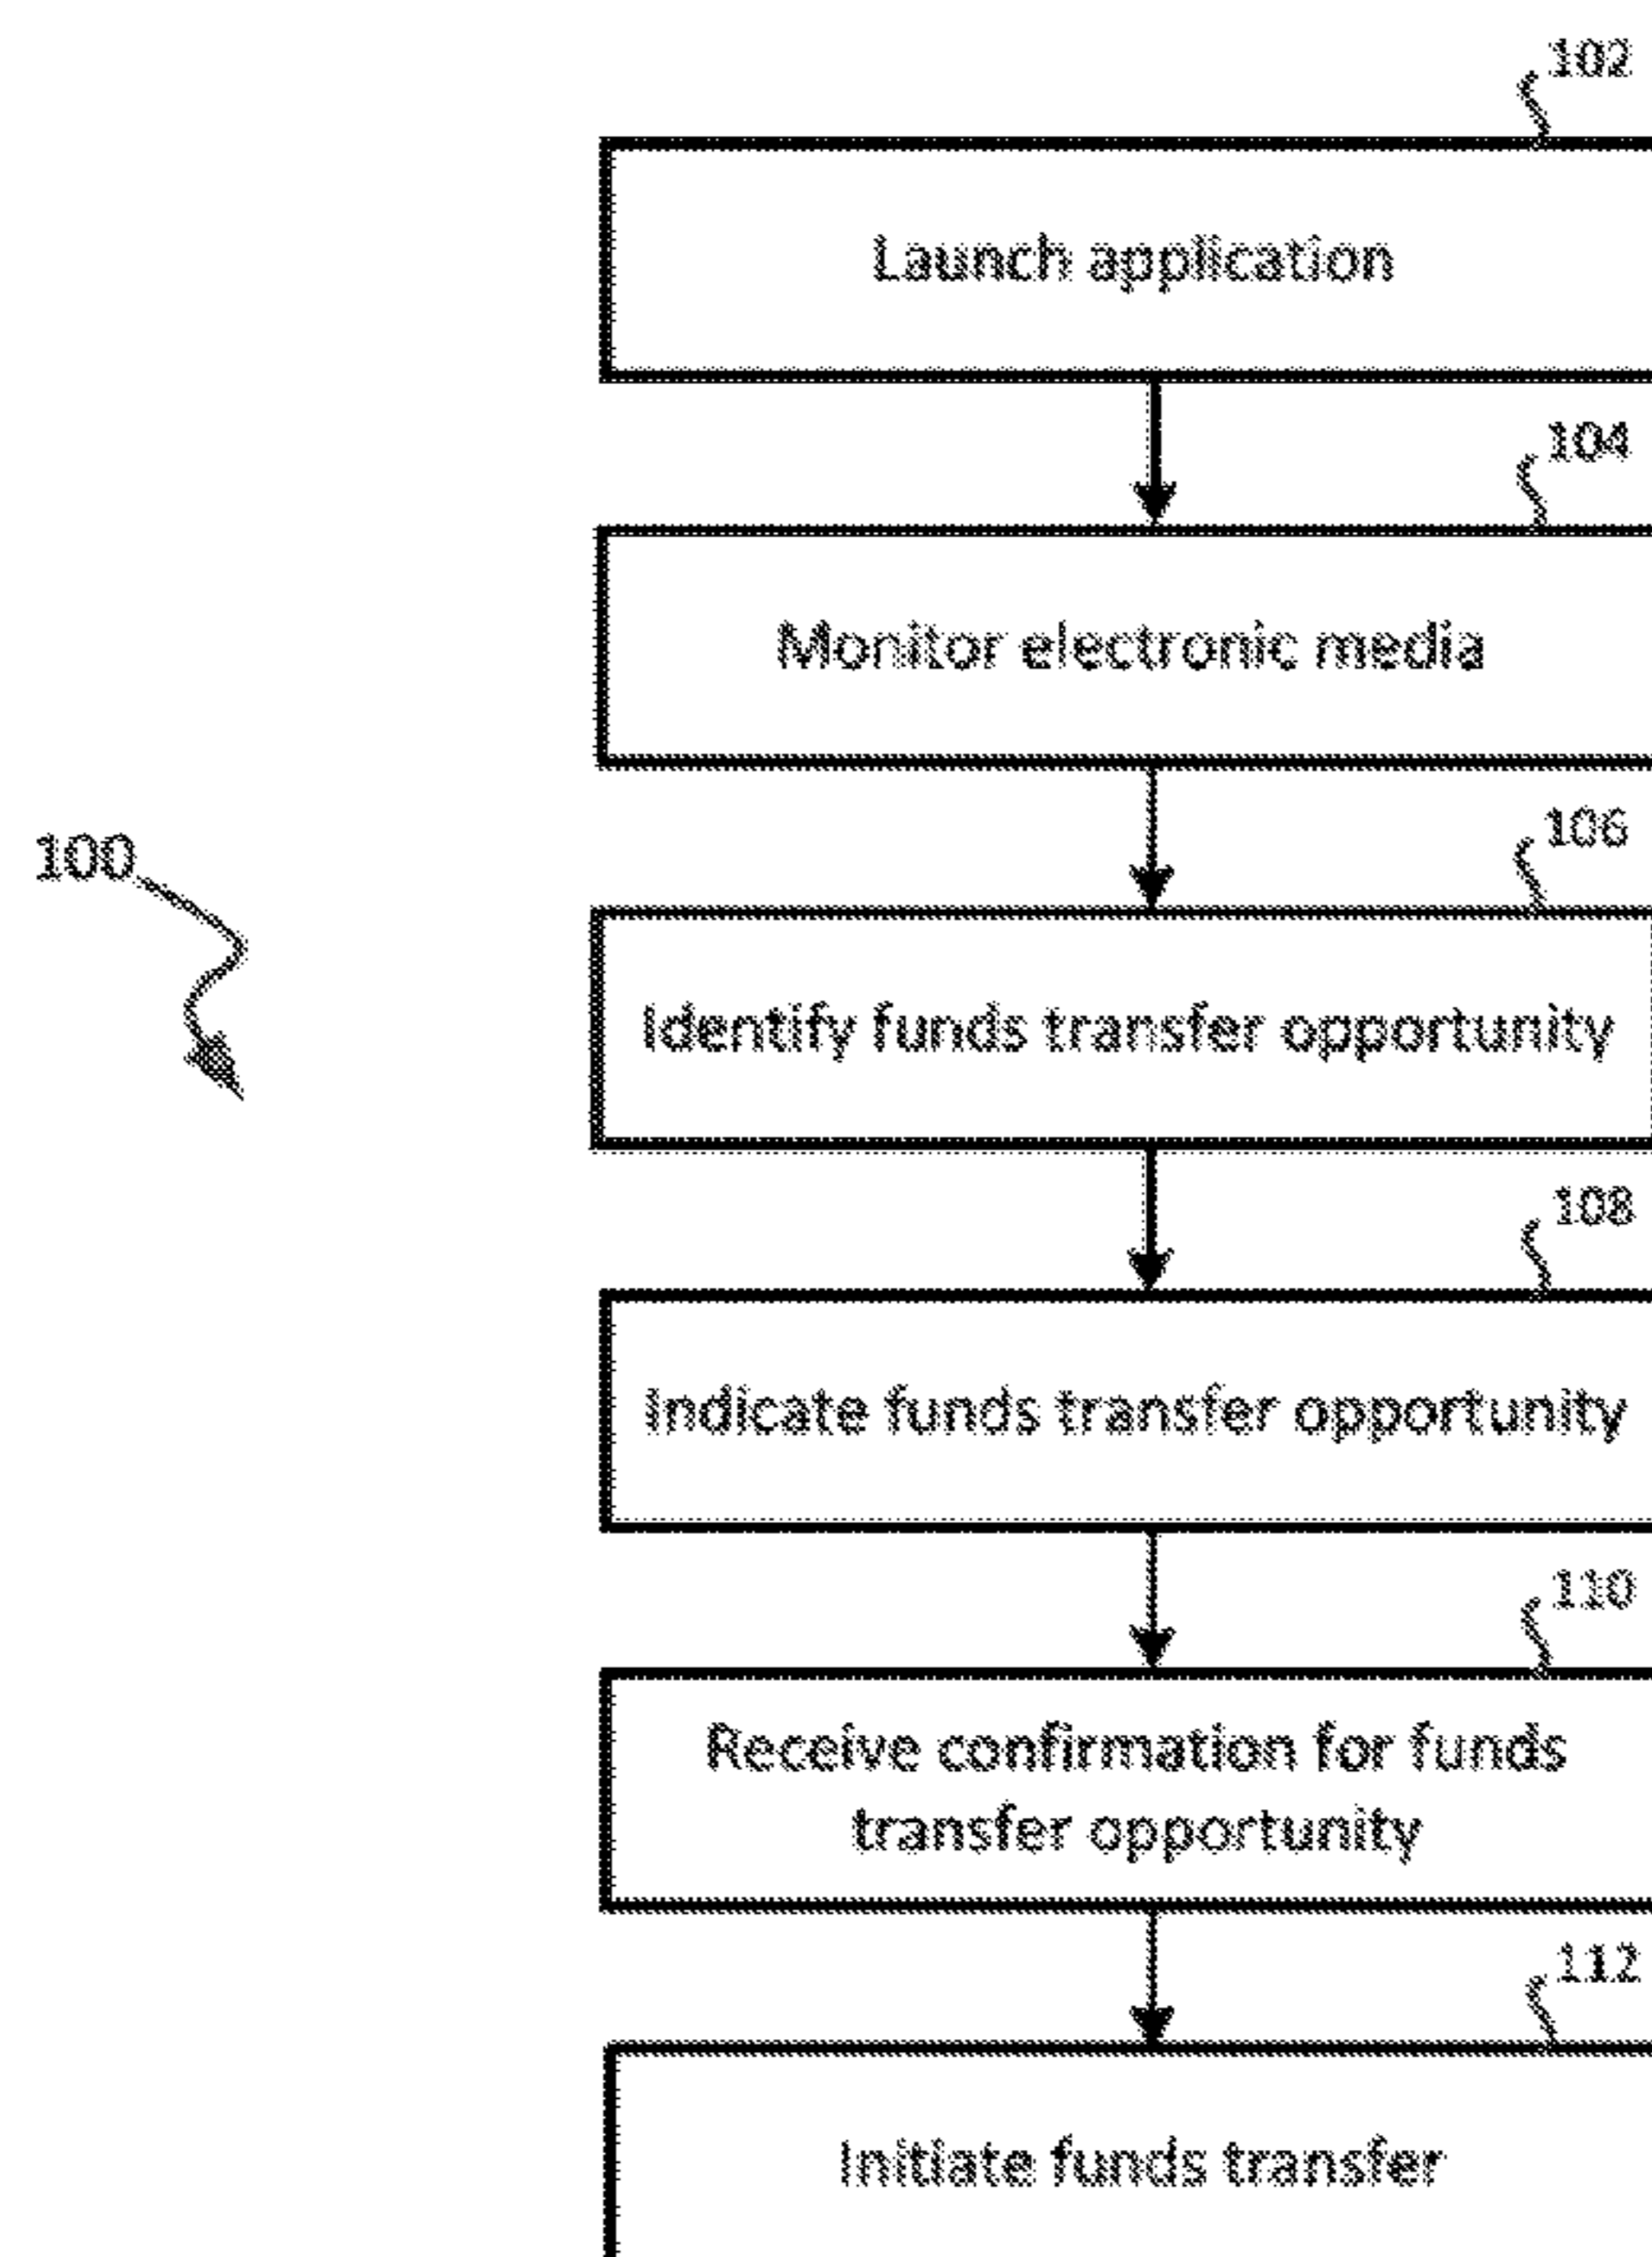 102
Launch application
104
Monitor electronic media
100
106
Identify funds transfer opportunity
108
Indicate funds transfer opportunity
110
Receive confirmation for funds
transfer opportunity
112
Initiate funds transfer